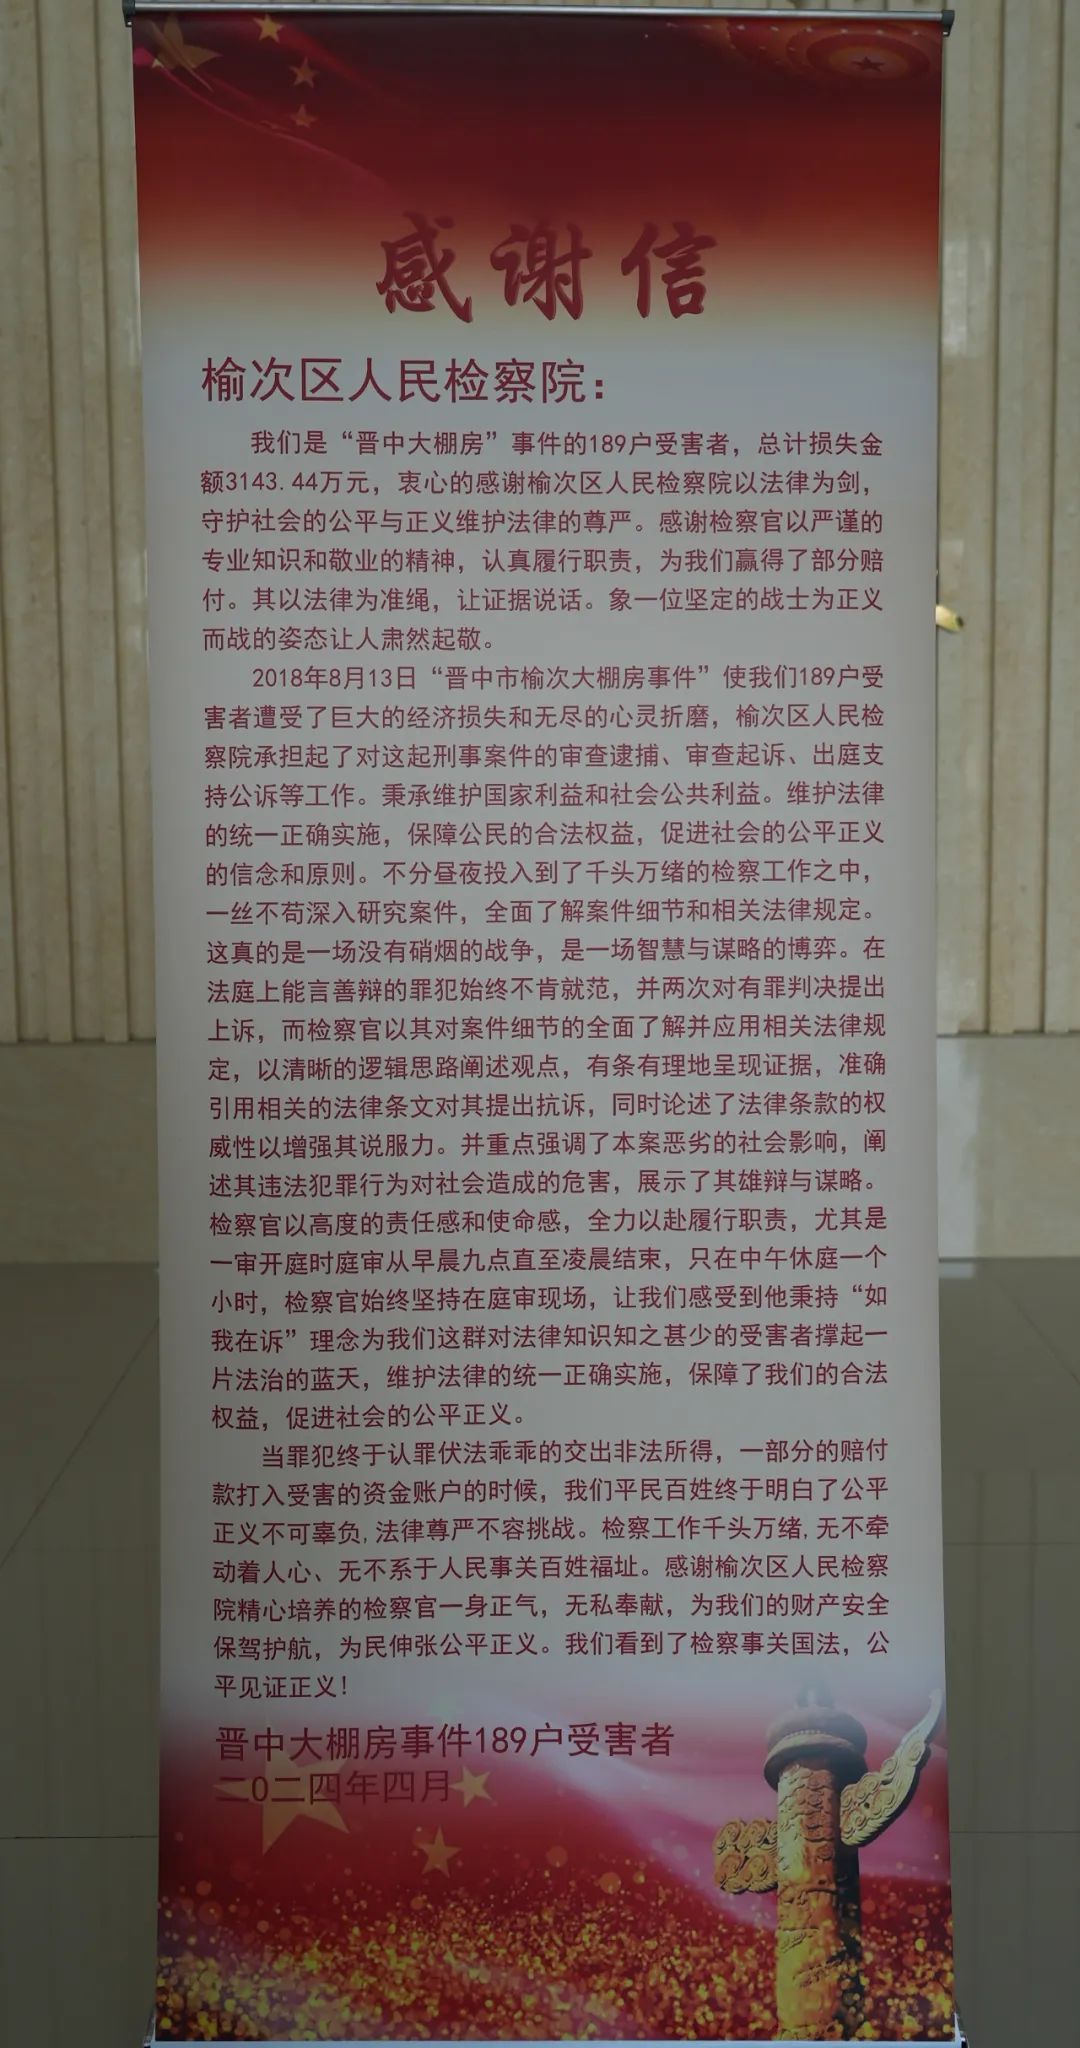 感谢信
榆次区人民检察院：
我们是“晋中大棚房”事件的189户受害者，总计损失金
额3143.44万元，衷心的感谢榆次区人民检察院以法律为剑，
守护社会的公平与正义维护法律的尊严。感谢检察官以严谨的
专业知识和敬业的精神，认真履行职责，为我们赢得了部分赔
付。其以法律为准绳，让证据说话。象一位坚定的战士为正义
而战的姿态让人肃然起敬。
2018年8月13日“晋中市榆次大棚房事件”使我们189户受
害者遭受了巨大的经济损失和无尽的心灵折磨，榆次区人民检
察院承担起了对这起刑事案件的审查逮捕、审查起诉、出庭支
持公诉等工作。秉承维护国家利益和社会公共利益。维护法律
的统一正确实施，保障公民的合法权益，促进社会的公平正义
的信念和原则。不分昼夜投入到了千头万绪的检察工作之中，
一丝不苟深入研究案件，全面了解案件细节和相关法律规定。
这真的是一场没有硝烟的战争，是一场智慧与谋略的博弈。在
法庭上能言善辩的罪犯始终不肯就范，并两次对有罪判决提出
上诉，而检察官以其对案件细节的全面了解并应用相关法律规
定，以清晰的逻辑思路阐述观点，有条有理地呈现证据，准确
引用相关的法律条文对其提出抗诉，同时论述了法律条款的权
威性以增强其说服力。并重点强调了本案恶劣的社会影响，阐
述其违法犯罪行为对社会造成的危害，展示了其雄辩与谋略。
检察官以高度的责任感和使命感，全力以赴履行职责，尤其是
一审开庭时庭审从早晨九点直至凌晨结束，只在中午休庭一个
小时，检察官始终坚持在庭审现场，让我们感受到他秉持“如
我在诉”理念为我们这群对法律知识知之甚少的受害者撑起一
片法治的蓝天，维护法律的统一正确实施，保障了我们的合法
权益，促进社会的公平正义。
当罪犯终于认罪伏法乖乖的交出非法所得，一部分的赔付
款打入受害的资金账户的时候，我们平民百姓终于明白了公平
正义不可辜负,法律尊严不容挑战。检察工作千头万绪,无不牵
动着人心、无不系于人民事关百姓福址。感谢榆次区人民检察
院精心培养的检察官一身正气，无私奉献，为我们的财产安全
保驾护航，为民伸张公平正义。我们看到了检察事关国法，公
平见证正义！
晋中大棚房事件189户受害者
二0二四年四月